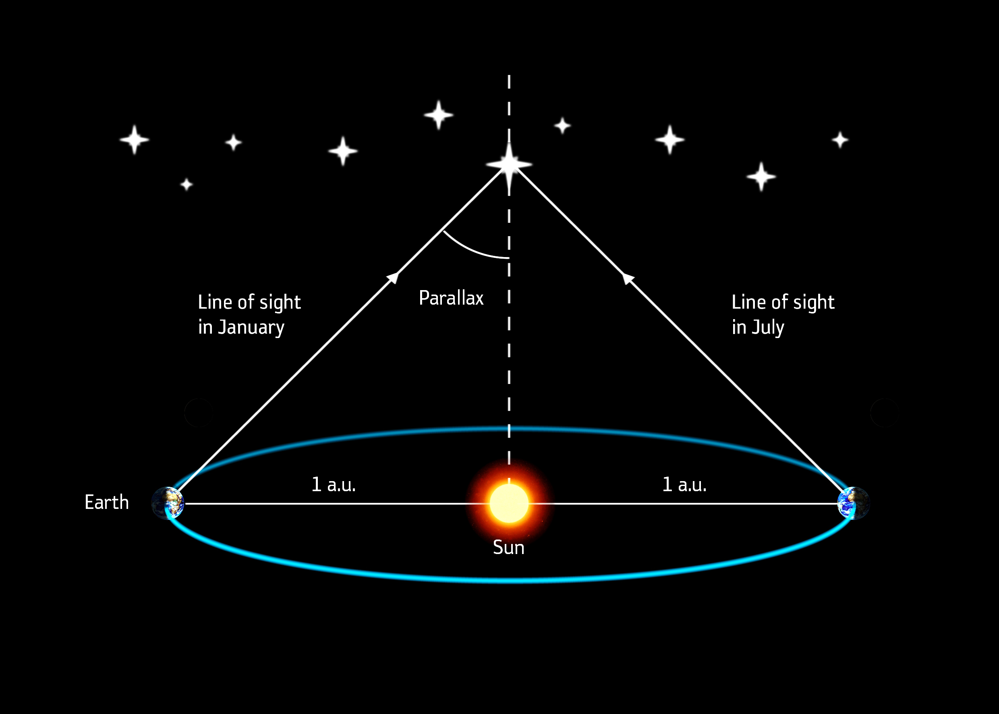 Parallax
Line of sight
in January
Line of sight
in July
1 a.u.
1 a.u.
Earth
Sun